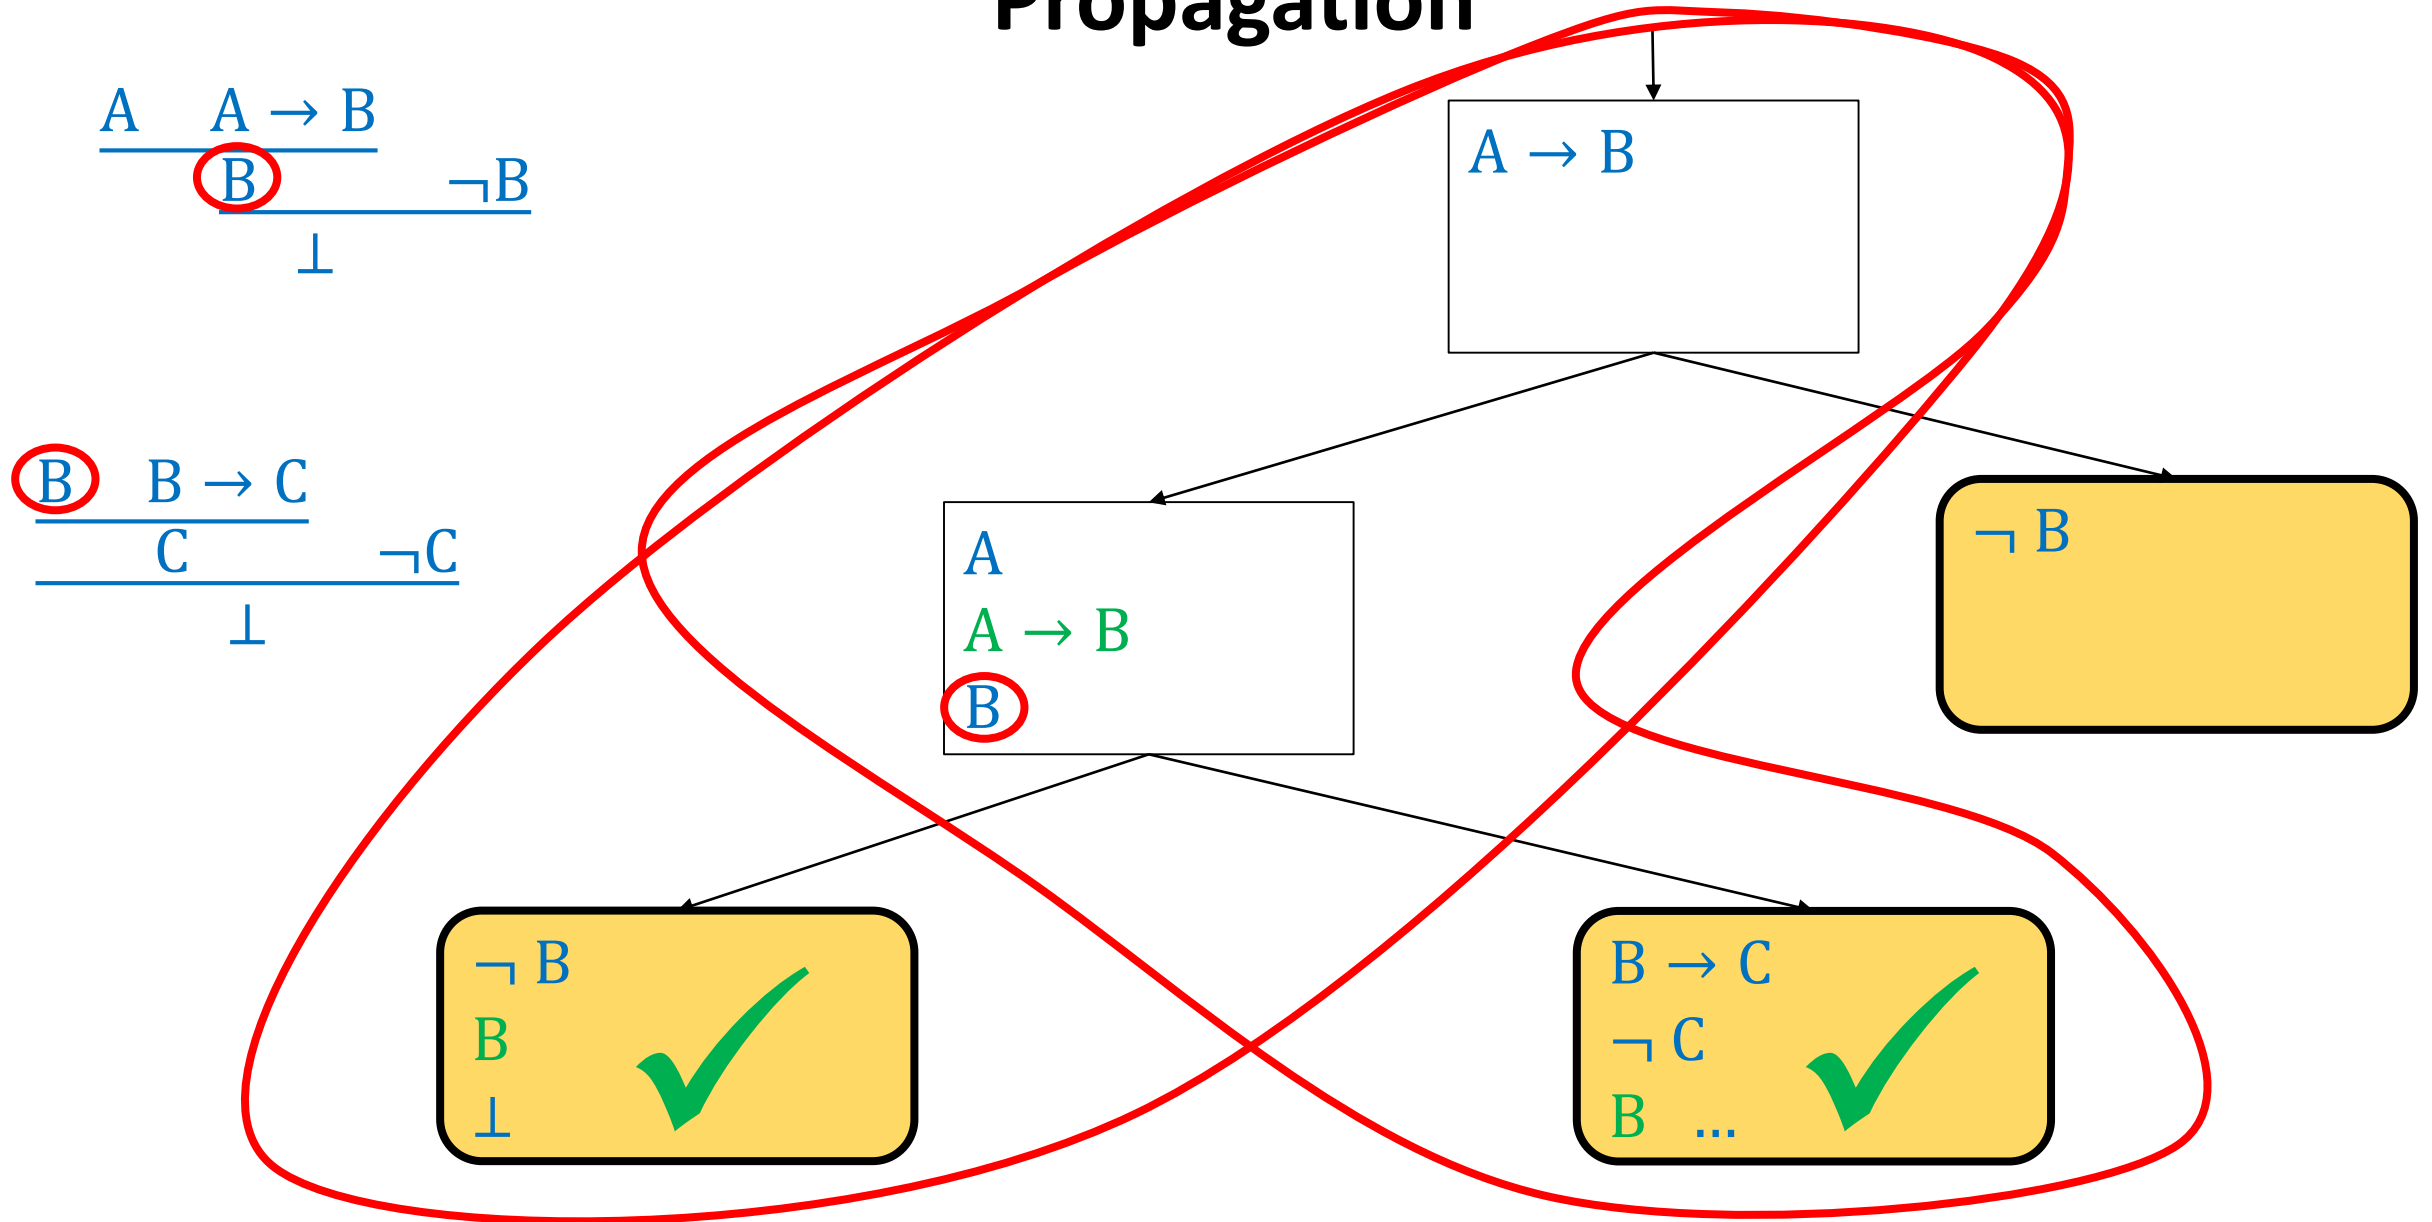 Propagation
A A → B
B ¬B
⊥
B B → C
C ¬C
⊥
A → B
A
A → B
B
¬ B
¬ B
B
⊥
B → C
¬ C
B ...